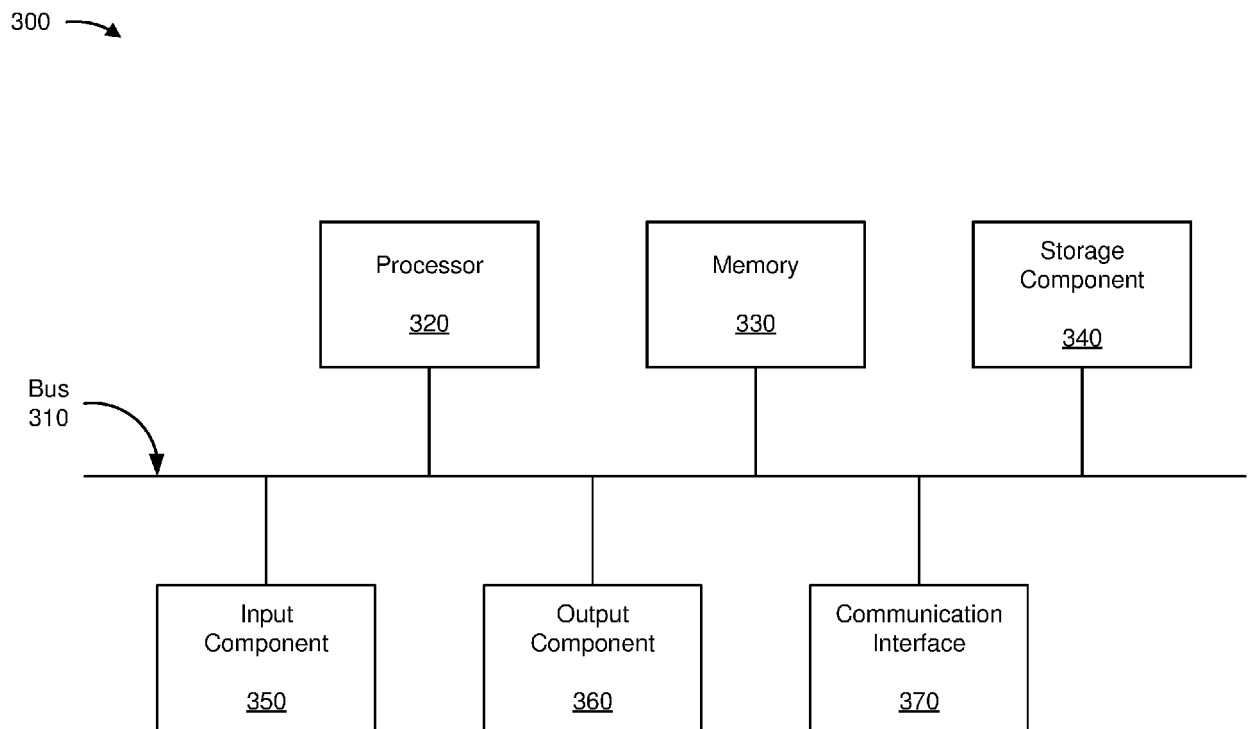 300
Processor
320
Memory
330
Storage
Component
340
Bus
310
Input
Component
350
Output
Component
360
Communication
Interface
370